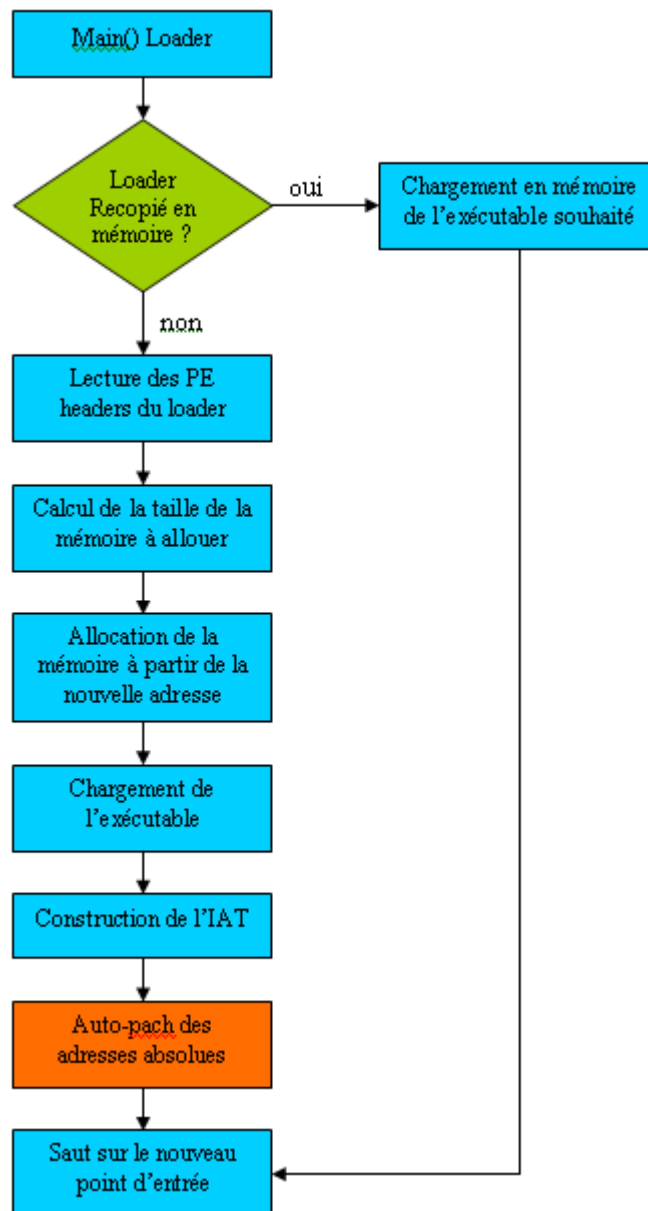 Main() Loader
Loader
Recopié en
mémoire ?
oui
Chargement en mémoire
de l'exécutable souhaité
non
Lecture des PE
headers du loader
Calcul de la taille de la
mémoire à allouer
Allocation de la
mémoire à partir de la
nouvelle adresse
Chargement de
l'exécutable
Construction de l'IAT
Auto-pach des
adresses absolues
Saut sur le nouveau
point d'entrée